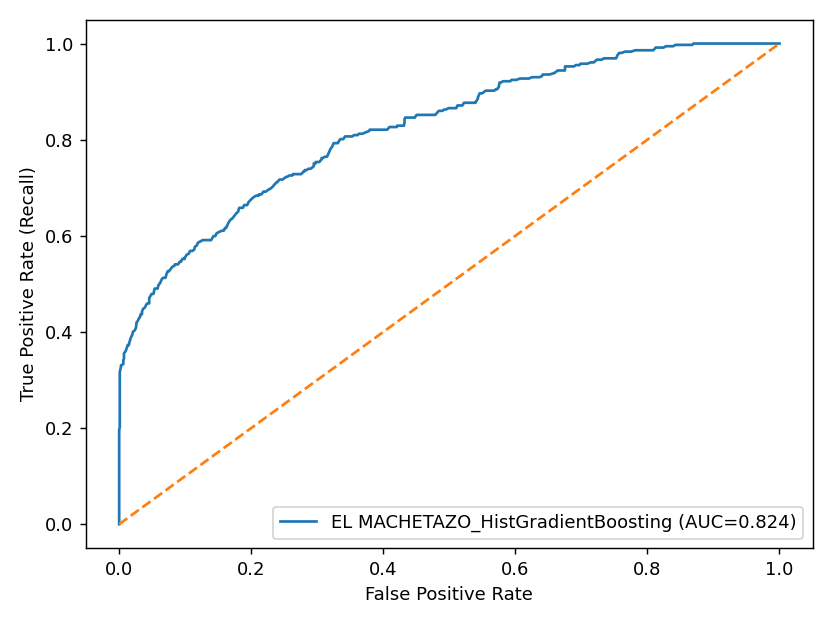 1.0
0.8
0.6
0.4
0.2
0.0
True Positive Rate (Recall)
EL MACHETAZO_HistGradientBoosting (AUC=0.824)
0.0 0.2 0.4 0.6 0.8 1.0
False Positive Rate